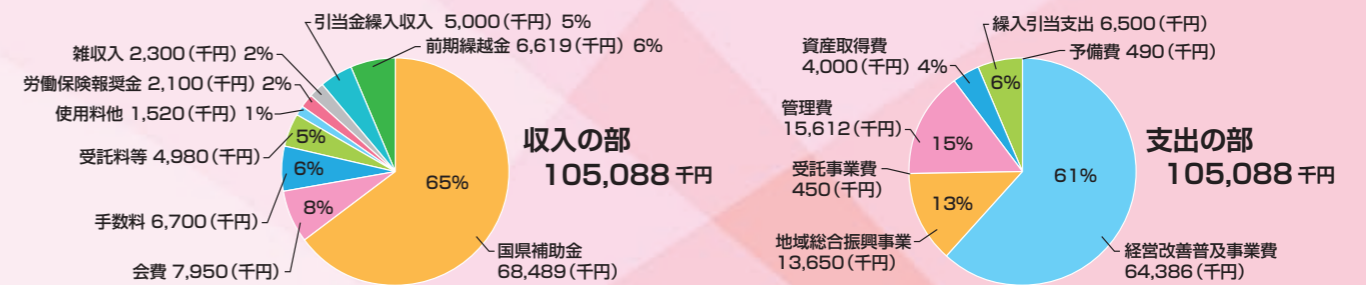 引当金繰入収入 5,000(千円) 5%
前期繰越金 6,619(千円) 6%
雑収入 2,300(千円) 2%
労働保険報奨金 2,100(千円) 2%
使用料他 1,520(千円) 1%
受託料等 4,980(千円)
5%
手数料 6,700(千円)
6%
会費 7,950(千円)
8%
65%
国県補助金
68,489(千円)
収入の部
105,088 千円
繰入引当支出 6,500(千円)
予備費 490(千円)
資産取得費
4,000(千円) 4%
6%
管理費
15,612(千円)
15%
受託事業費
450(千円)
地域総合振興事業
13,650(千円)
13%
61%
経営改善普及事業費
64,386(千円)
支出の部
105,088 千円